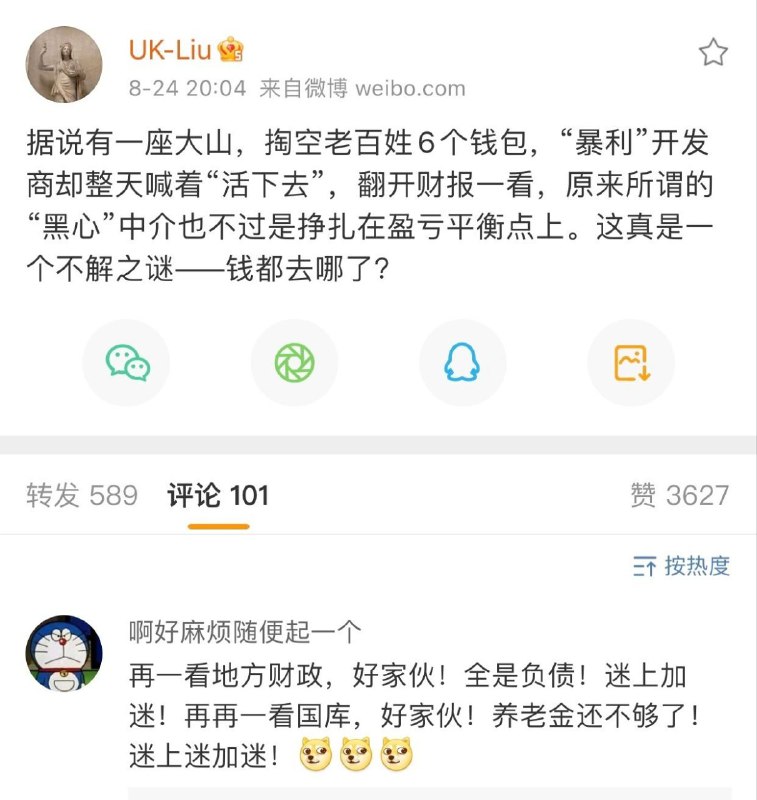 UK-Liu
8-24 20:04 来自微博 weibo.com
据说有一座大山，掏空老百姓6个钱包，“暴利”开发
商却整天喊着“活下去”，翻开财报一看，原来所谓的
“黑心”中介也不过是挣扎在盈亏平衡点上。这真是一
个不解之谜——钱都去哪了？
转发 589 评论 101 赞 3627
按热度
啊好麻烦随便起一个
再一看地方财政，好家伙！全是负债！迷上加
迷！再再一看国库，好家伙！养老金还不够了！
迷上迷加迷！